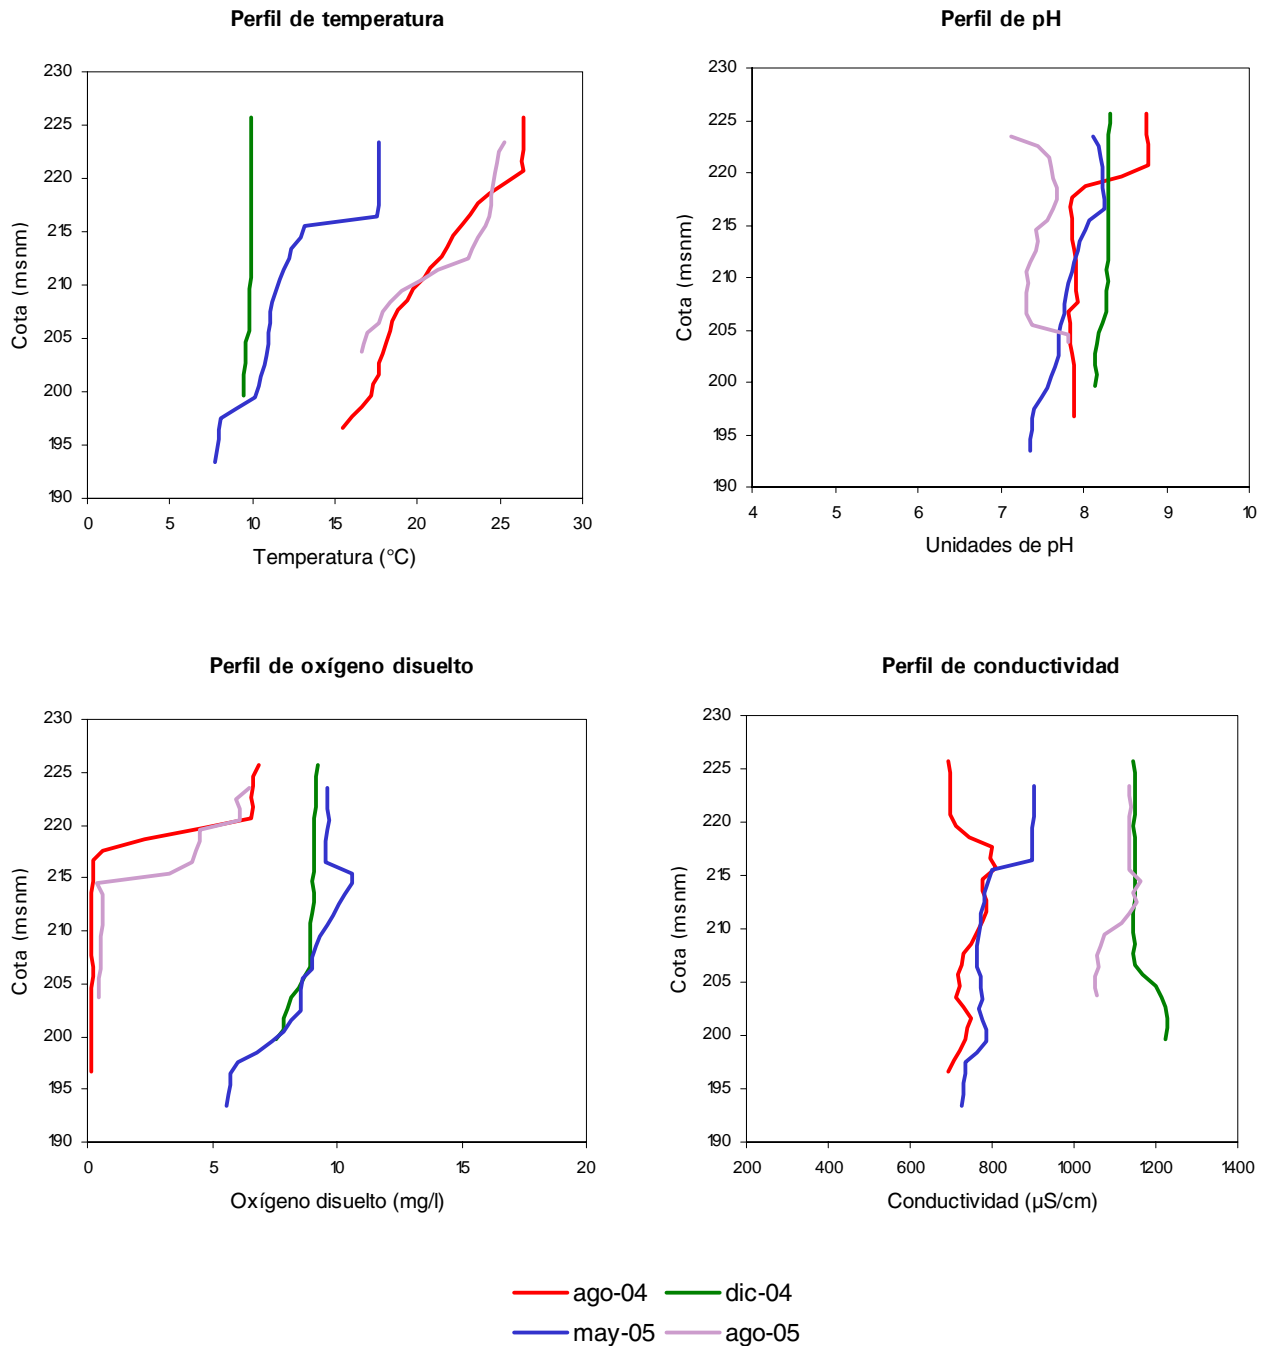 Perfil de temperatura
230
225
220
215
210
205
200
195
190
Cota (msnm)
0 5 10 15 20 25 30
Temperatura (°C)
Perfil de pH
230
225
220
215
210
205
200
195
190
Cota (msnm)
4 5 6 7 8 9 10
Unidades de pH
Perfil de oxígeno disuelto
230
225
220
215
210
205
200
195
190
Cota (msnm)
0 5 10 15 20
Oxígeno disuelto (mg/l)
Perfil de conductividad
230
225
220
215
210
205
200
195
190
Cota (msnm)
200 400 600 800 1000 1200 1400
Conductividad (µS/cm)
ago-04 dic-04
may-05 ago-05